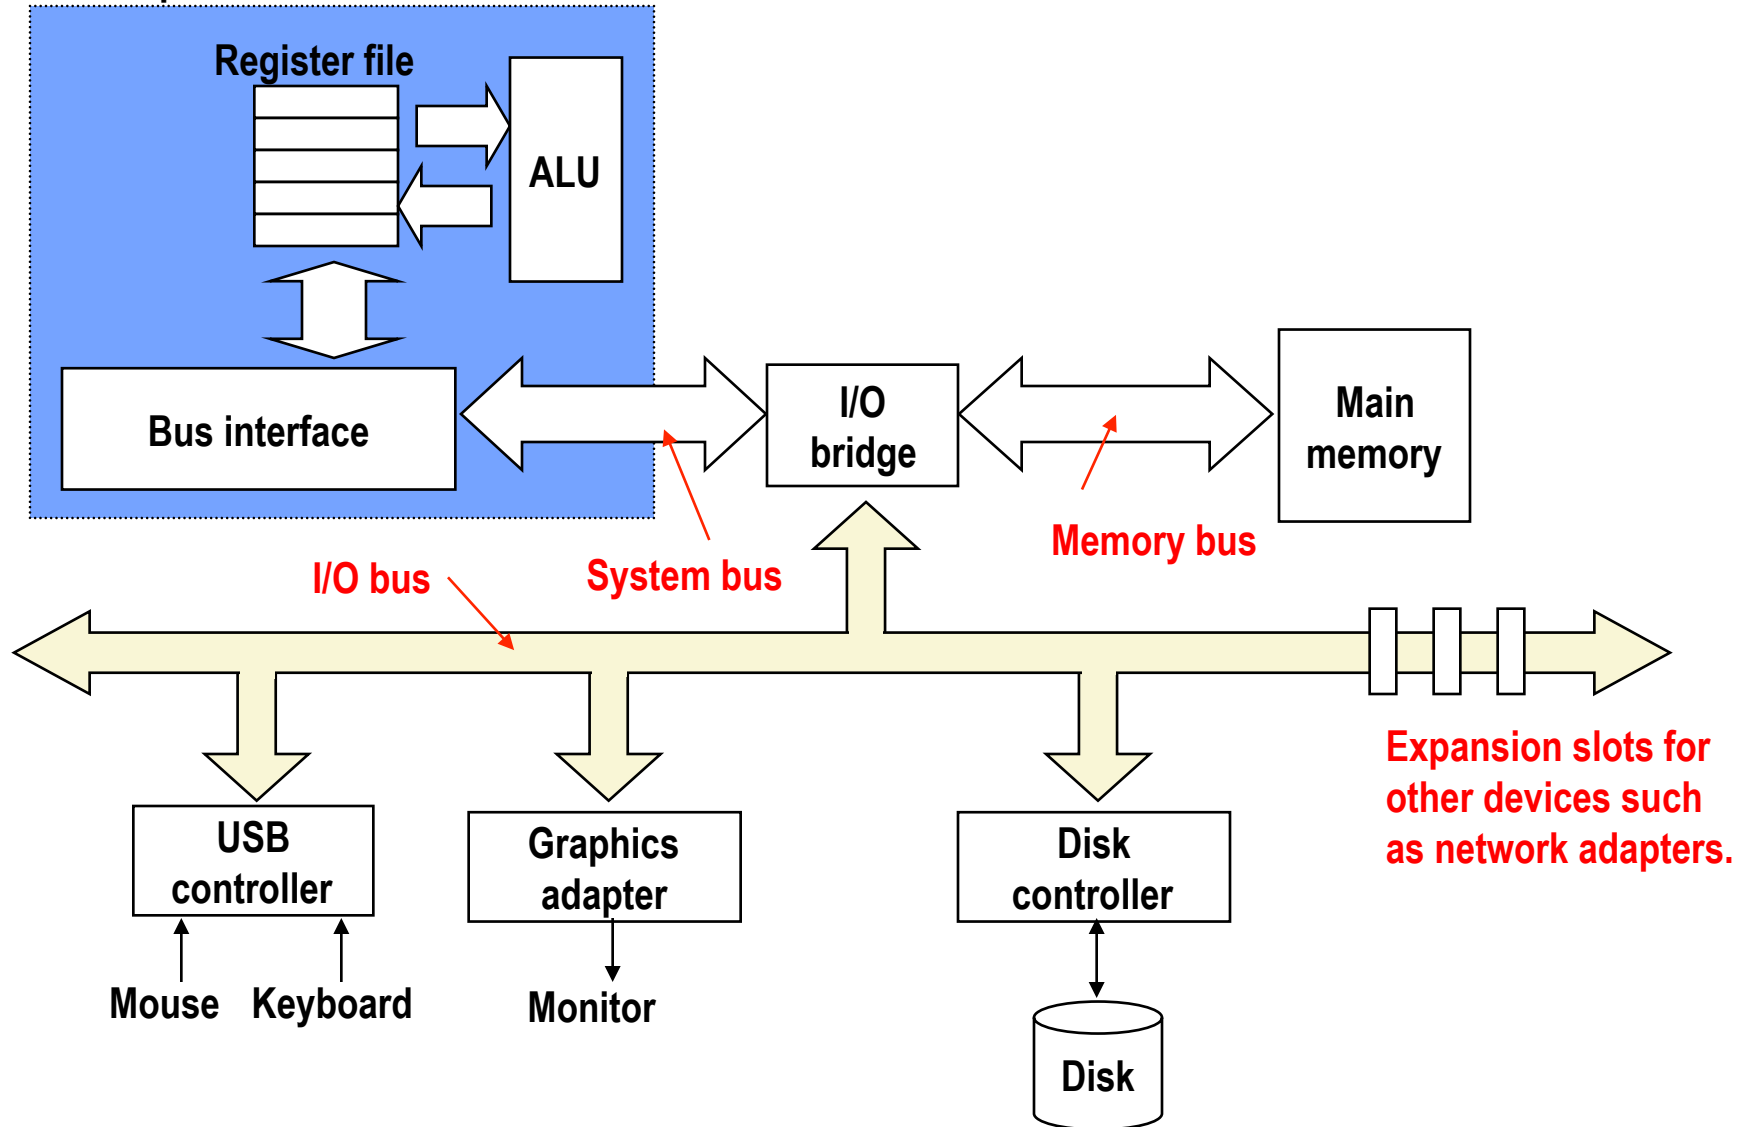 Register file
ALU
Bus interface
I/O
bridge
Main
memory
Memory bus
System bus
I/O bus
Expansion slots for
other devices such
as network adapters.
USB
controller
Graphics
adapter
Disk
controller
Mouse
Keyboard
Monitor
Disk